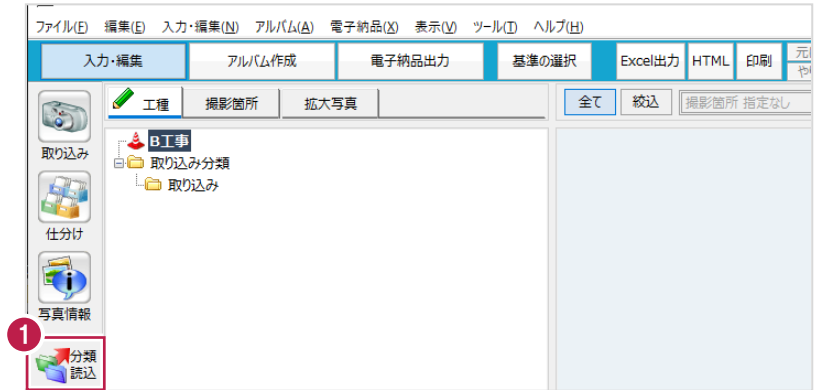 ファイル(F) 編集(E) 入力・編集(N) アルバム(A) 電子納品(X) 表示(V) ツール(T) ヘルプ(H)
入力・編集 アルバム作成 電子納品出力 基準の選択 Excel出力 HTML 印刷
工種 撮影箇所 拡大写真 全て 絞込 撮影箇所 指定なし
B工事
取り込み分類
取り込み
取り込み
仕分け
写真情報
1
分類
読込